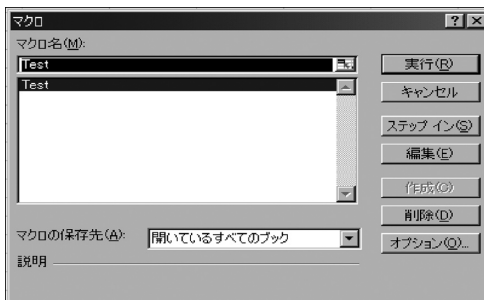 マクロ
マクロ名(M):
Test
Test
実行(R)
キャンセル
ステップ イン(S)
編集(E)
作成(C)
削除(D)
オプション(O)...
マクロの保存先(A):
開いているすべてのブック
説明